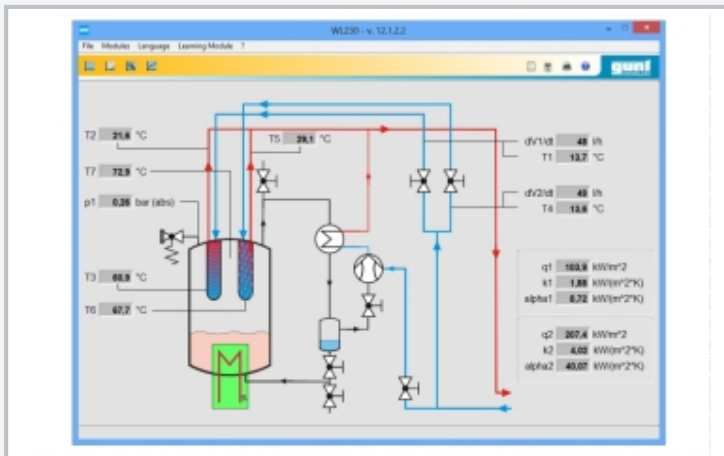 WL230 - v. 12.1.2.2
File Modules Language Learning Module ?
gunt
T2 31,6 °C
T5 29,1 °C
dV1/dt 48 l/h
T1 13,7 °C
T7 72,9 °C
p1 0,35 bar (abs)
dV2/dt 49 l/h
T4 13,6 °C
T3 60,9 °C
T6 67,7 °C
q1 103,9 kW/m^2
k1 1,88 kW/(m^2*K)
alpha1 8,72 kW/(m^2*K)
q2 207,4 kW/m^2
k2 4,02 kW/(m^2*K)
alpha2 40,07 kW/(m^2*K)